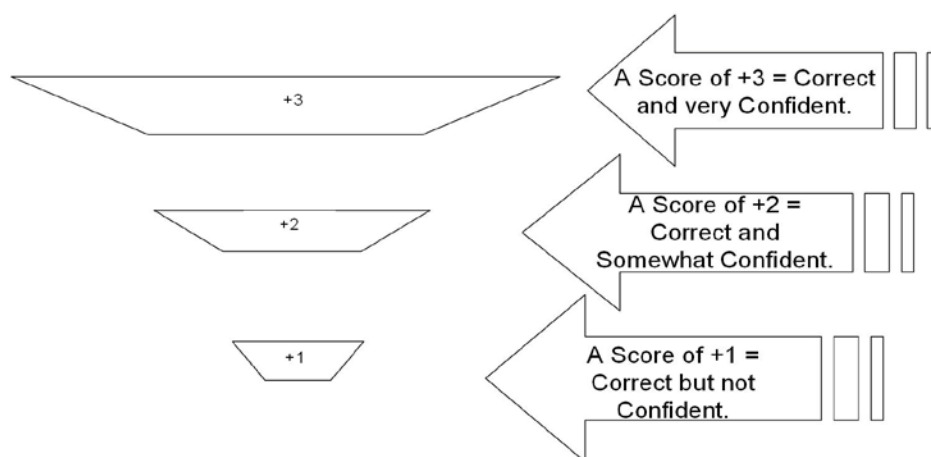 +3
A Score of +3 = Correct
and very Confident.
+2
A Score of +2 =
Correct and
Somewhat Confident.
+1
A Score of +1 =
Correct but not
Confident.